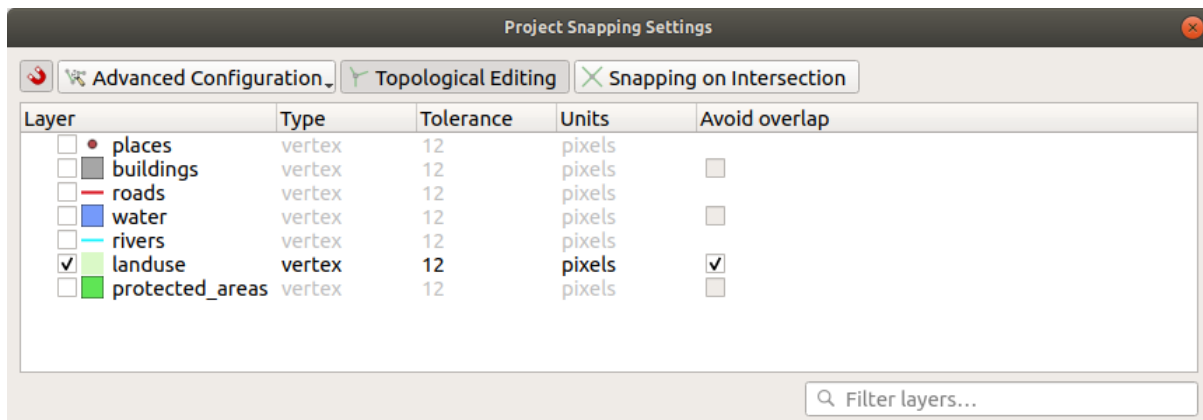 Project Snapping Settings
Advanced Configuration Topological Editing Snapping on Intersection
Layer Type Tolerance Units Avoid overlap
places vertex 12 pixels
buildings vertex 12 pixels
roads vertex 12 pixels
water vertex 12 pixels
rivers vertex 12 pixels
landuse vertex 12 pixels
protected_areas vertex 12 pixels
Filter layers...